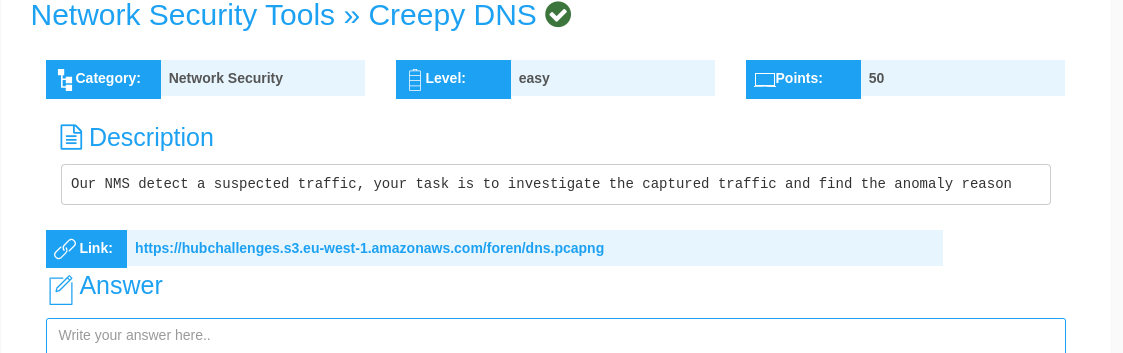 Network Security Tools » Creepy DNS
Category: Network Security Level: easy Points: 50
Description
Our NMS detect a suspected traffic, your task is to investigate the captured traffic and find the anomaly reason
Link: https://hubchallenges.s3.eu-west-1.amazonaws.com/foren/dns.pcapng
Answer
Write your answer here..